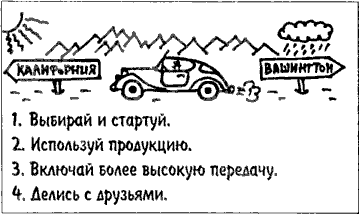 КАЛИФОРНИЯ
ВАШИНГТОН
1. Выбирай и стартуй.
2. Используй продукцию.
3. Включай более высокую передачу.
4. Делись с друзьями.